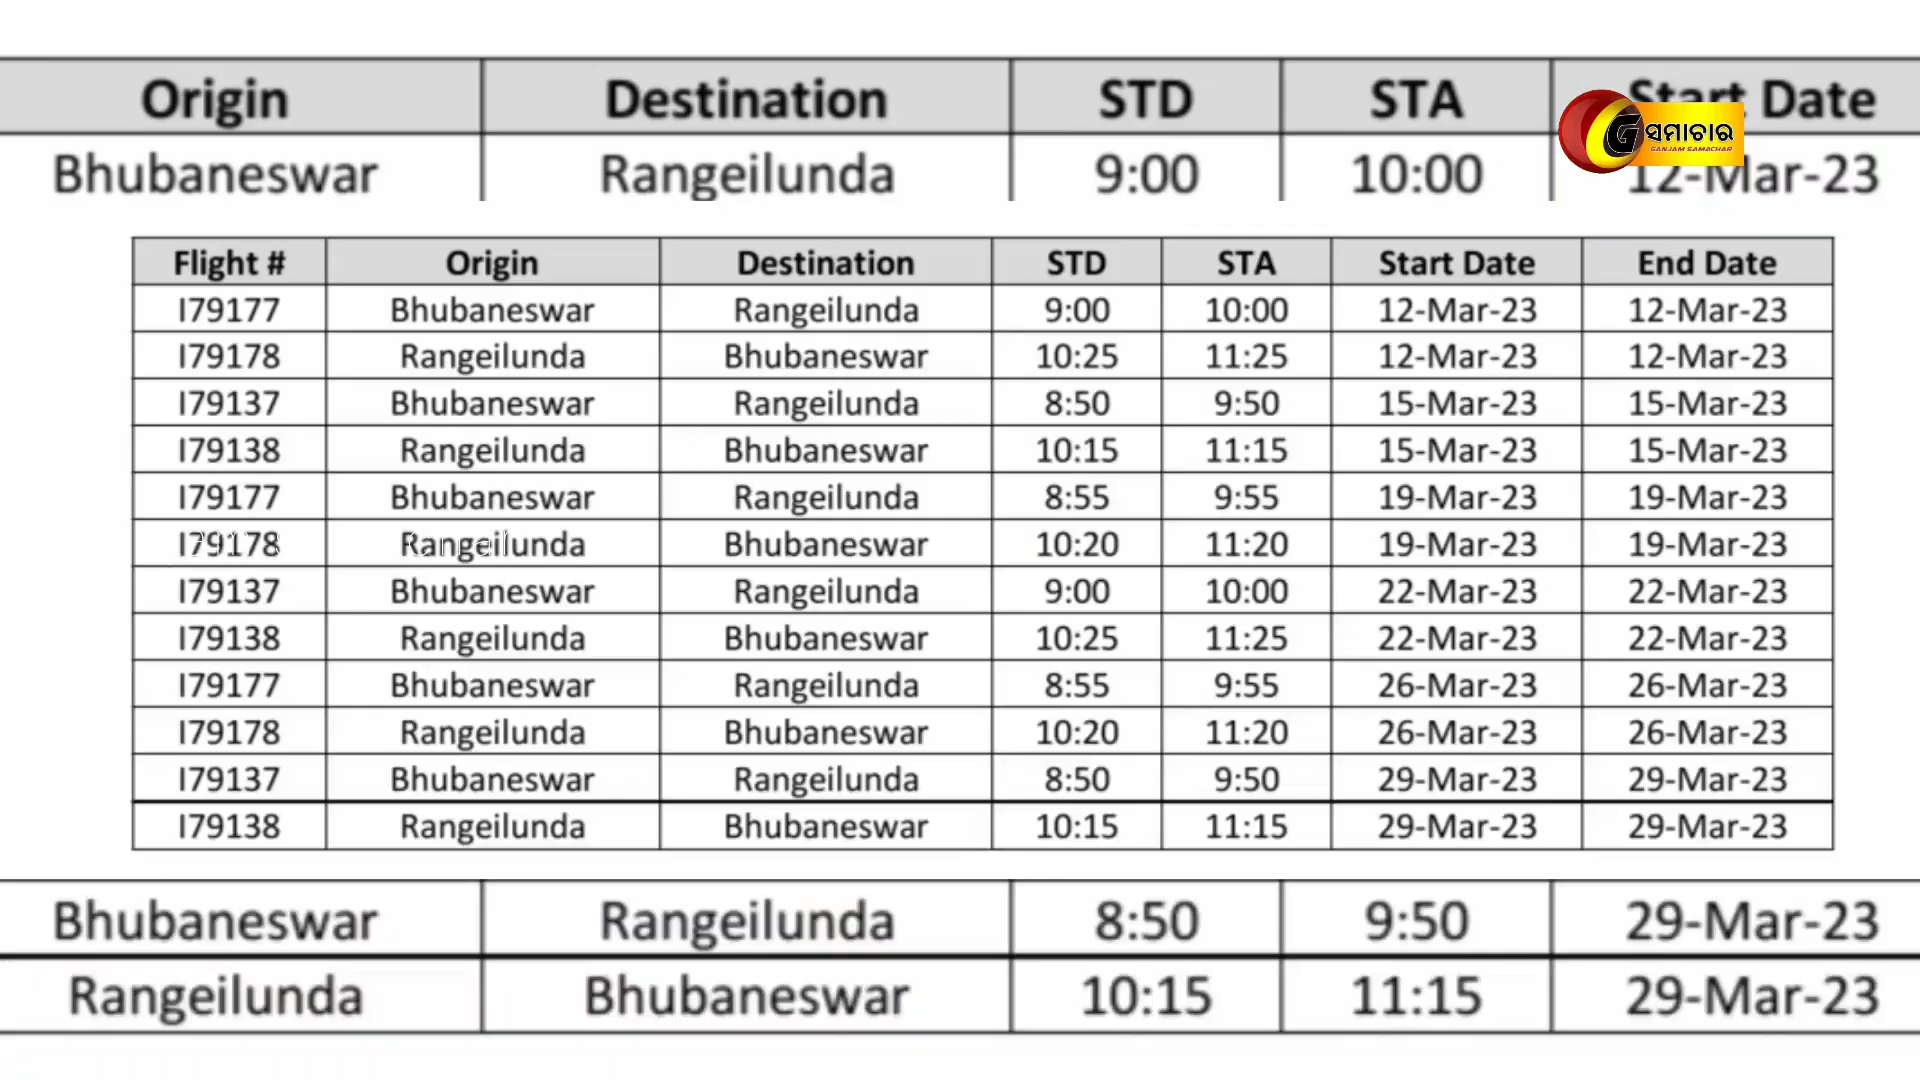 Origin Destination STD STA Start Date
Bhubaneswar Rangeilunda 9:00 10:00 12-Mar-23
G ସମାଚାର
GANJAM SAMACHAR
Flight # Origin Destination STD STA Start Date End Date
I79177 Bhubaneswar Rangeilunda 9:00 10:00 12-Mar-23 12-Mar-23
I79178 Rangeilunda Bhubaneswar 10:25 11:25 12-Mar-23 12-Mar-23
I79137 Bhubaneswar Rangeilunda 8:50 9:50 15-Mar-23 15-Mar-23
I79138 Rangeilunda Bhubaneswar 10:15 11:15 15-Mar-23 15-Mar-23
I79177 Bhubaneswar Rangeilunda 8:55 9:55 19-Mar-23 19-Mar-23
I79178 Rangeilunda Bhubaneswar 10:20 11:20 19-Mar-23 19-Mar-23
I79137 Bhubaneswar Rangeilunda 9:00 10:00 22-Mar-23 22-Mar-23
I79138 Rangeilunda Bhubaneswar 10:25 11:25 22-Mar-23 22-Mar-23
I79177 Bhubaneswar Rangeilunda 8:55 9:55 26-Mar-23 26-Mar-23
I79178 Rangeilunda Bhubaneswar 10:20 11:20 26-Mar-23 26-Mar-23
I79137 Bhubaneswar Rangeilunda 8:50 9:50 29-Mar-23 29-Mar-23
I79138 Rangeilunda Bhubaneswar 10:15 11:15 29-Mar-23 29-Mar-23
Bhubaneswar Rangeilunda 8:50 9:50 29-Mar-23
Rangeilunda Bhubaneswar 10:15 11:15 29-Mar-23